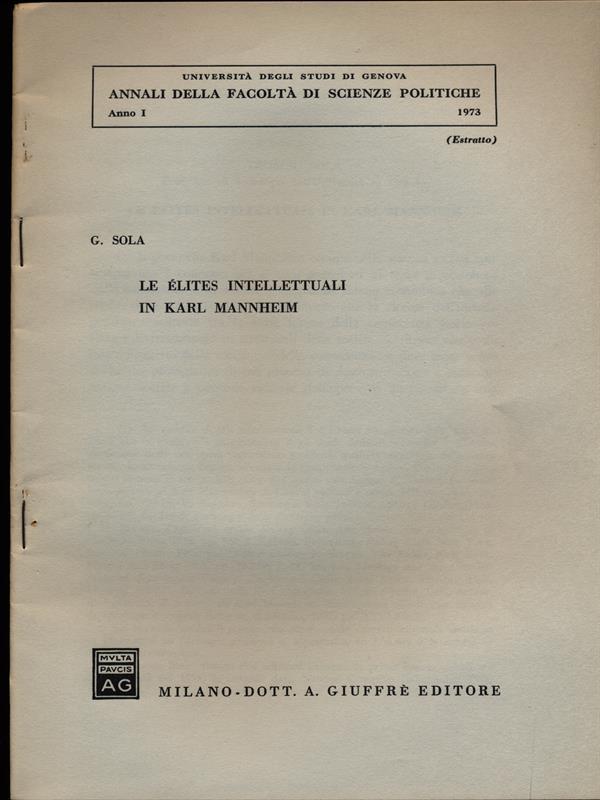 UNIVERSITÀ DEGLI STUDI DI GENOVA
ANNALI DELLA FACOLTÀ DI SCIENZE POLITICHE
Anno I 1973
(Estratto)
G. SOLA
LE ÉLITES INTELLETTUALI
IN KARL MANNHEIM
MVLTA
PAVCIS
AG
MILANO - DOTT. A. GIUFFRÈ EDITORE